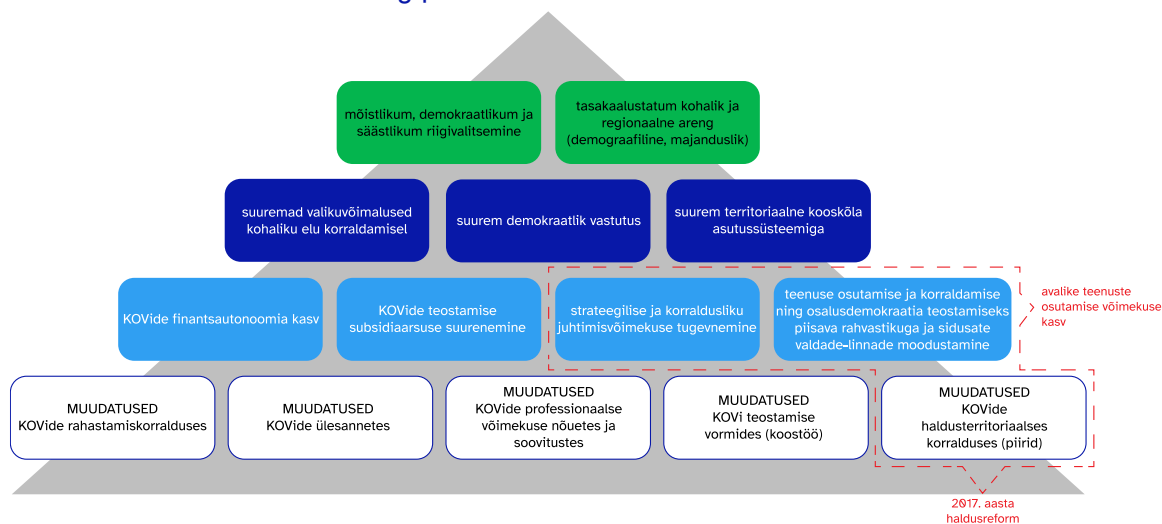 mõistlikum, demokraatlikum ja
säästlikum riigivalitsemine
tasakaalustatum kohalik ja
regionaalne areng
(demograafiline, majanduslik)
suuremad valikuvõimalused
kohaliku elu korraldamisel
suurem demokraatlik vastutus
suurem territoriaalne kooskõla
asutussüsteemiga
KOVide finantsautonoomia kasv
KOVide teostamise
subsidiaarsuse suurenemine
strateegilise ja korraldusliku
juhtimisvõimekuse tugevnemine
teenuse osutamise ja korraldamise
ning osalusdemokraatia teostamiseks
piisava rahvastikuga ja sidusate
valdade-linnade moodustamine
avalike teenuste
osutamise võimekuse
kasv
MUUDATUSED
KOVide rahastamiskorralduses
MUUDATUSED
KOVide ülesannetes
MUUDATUSED
KOVide professionaalse
võimekuse nõuetes ja
soovitustes
MUUDATUSED
KOVi teostamise
vormides (koostöö)
MUUDATUSED
KOVide
haldusterritoriaalses
korralduses (piirid)
2017. aasta
haldusreform